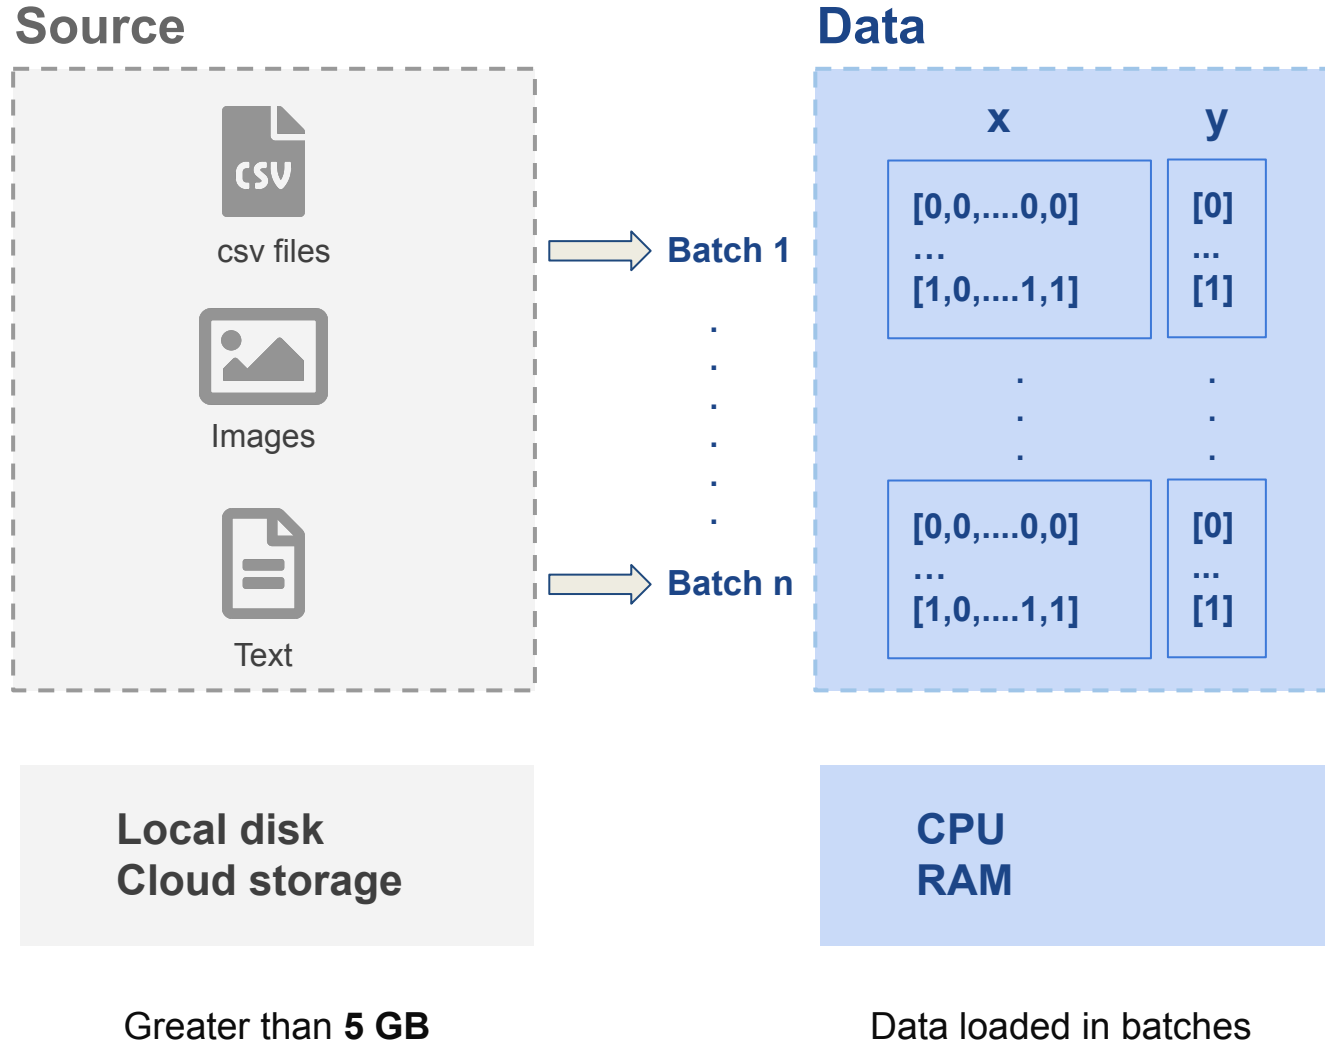 Source
CSV
csv files
Images
Text
Batch 1
.
.
.
.
.
.
Batch n
Data
x
y
[0,0,....0,0]
[0]
...
...
[1,0,....1,1]
[1]
.
.
.
.
.
.
[0,0,....0,0]
[0]
...
...
[1,0,....1,1]
[1]
Local disk
Cloud storage
CPU
RAM
Greater than 5 GB
Data loaded in batches